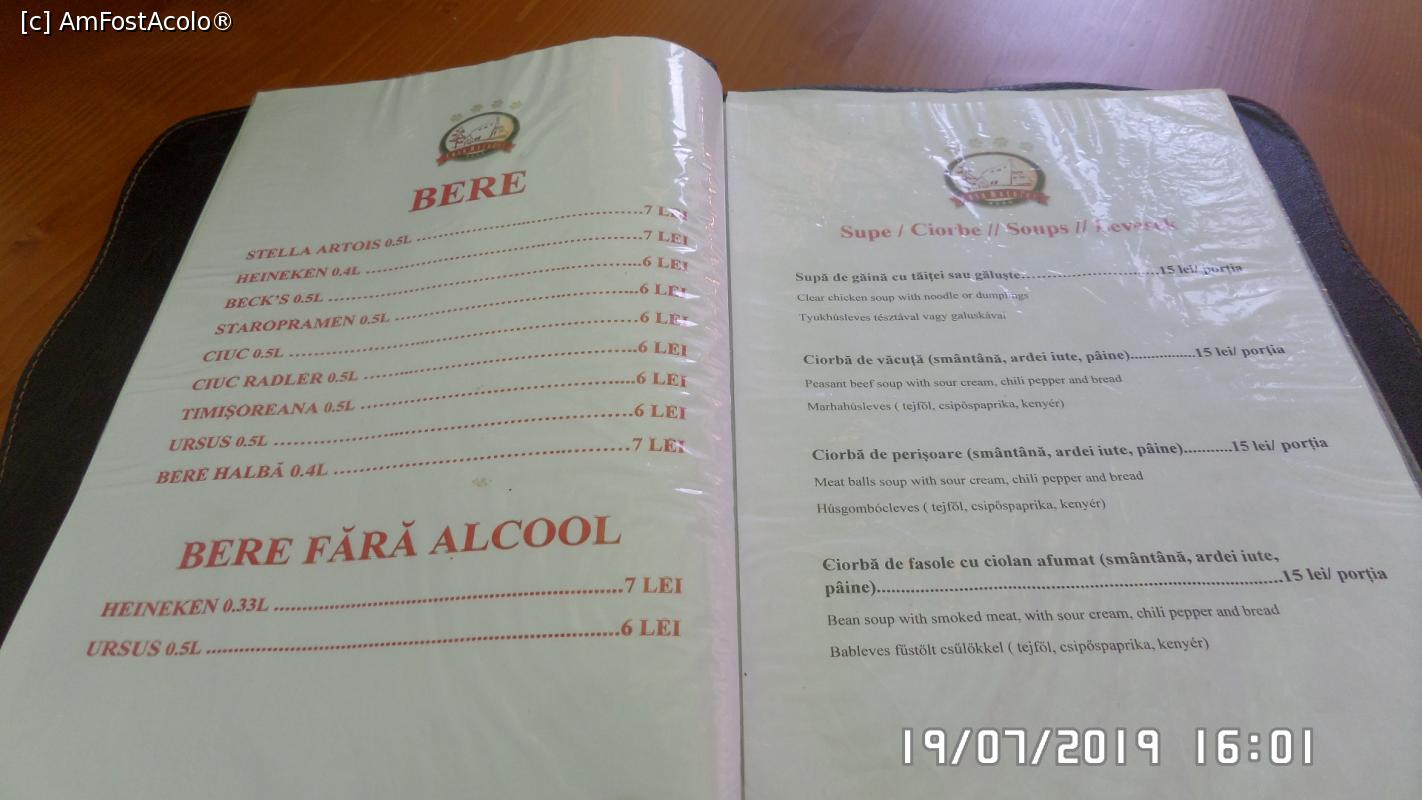 [c] AmFostAcolo®
BERE
STELLA ARTOIS 0.5L ........................................7 LEI
HEINEKEN 0.4L ........................................7 LEI
BECK'S 0.5L ........................................6 LEI
STAROPRAMEN 0.5L ........................................6 LEI
CIUC 0.5L ........................................6 LEI
CIUC RADLER 0.5L ........................................6 LEI
TIMIȘOREANA 0.5L ........................................6 LEI
URSUS 0.5L ........................................6 LEI
BERE HALBĂ 0.4L ........................................7 LEI
BERE FĂRĂ ALCOOL
HEINEKEN 0.33L ........................................7 LEI
URSUS 0.5L ........................................6 LEI
Supe / Ciorbe // Soups // Levesek
Supă de găină cu tăiței sau găluște..............................15 lei/ porția
Clear chicken soup with noodle or dumplings
Tyukhúsleves tésztával vagy galuskával
Ciorbă de văcuță (smântână, ardei iute, pâine)...............15 lei/ porția
Peasant beef soup with sour cream, chili pepper and bread
Marhahúsleves ( tejföl, csipőspaprika, kenyér)
Ciorbă de perișoare (smântână, ardei iute, pâine)...........15 lei/ porția
Meat balls soup with sour cream, chili pepper and bread
Húsgombócleves ( tejföl, csipőspaprika, kenyér)
Ciorbă de fasole cu ciolan afumat (smântână, ardei iute,
pâine)....................................................................................15 lei/ porția
Bean soup with smoked meat, with sour cream, chili pepper and bread
Bableves füstölt csülökkel ( tejföl, csipőspaprika, kenyér)
19/07/2019 16:01